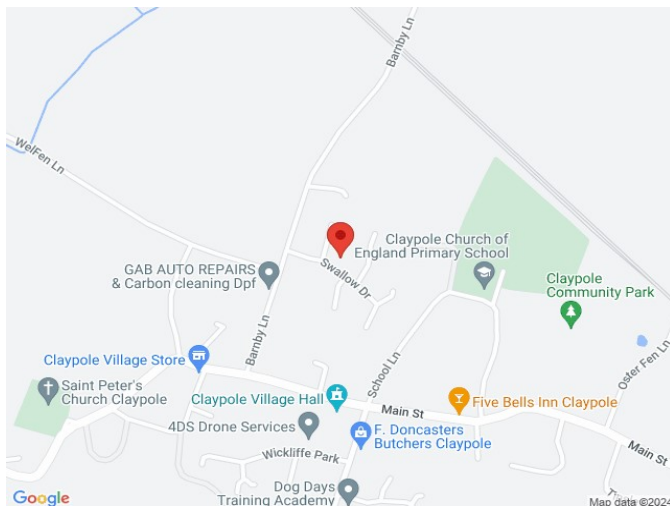 Barnby Ln
WelFen Ln
Claypole Church of
England Primary School
Swallow Dr
GAB AUTO REPAIRS
& Carbon cleaning Dpf
Claypole
Community Park
Barnby Ln
Oster Fen Ln
Claypole Village Store
School Ln
Saint Peter's
Church Claypole
Claypole Village Hall
Main St
Five Bells Inn Claypole
4DS Drone Services
F. Doncasters
Butchers Claypole
Main St
Wickliffe Park
Dog Days
Training Academy
Google
Map data ©2024